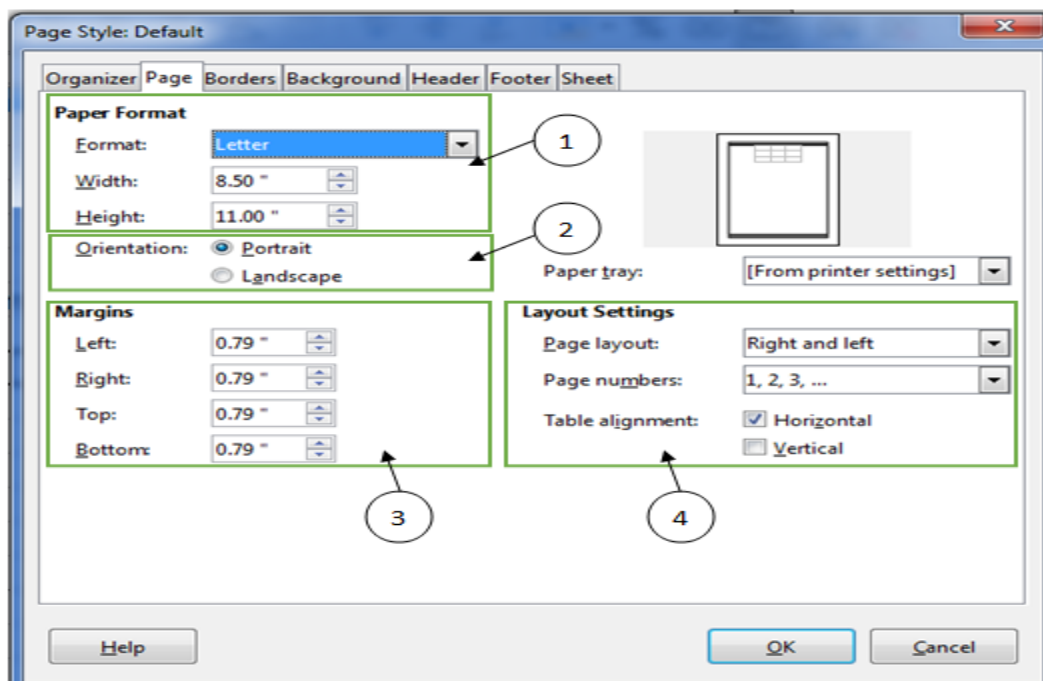 Page Style: Default
Organizer Page Borders Background Header Footer Sheet
Paper Format
Format: Letter
1
Width: 8.50 "
Height: 11.00 "
2
Orientation: Portrait
Landscape
Paper tray: [From printer settings]
Margins
Left: 0.79 "
Right: 0.79 "
Top: 0.79 "
Bottom: 0.79 "
3
Layout Settings
Page layout: Right and left
Page numbers: 1, 2, 3, ...
Table alignment: Horizontal
Vertical
4
Help OK Cancel